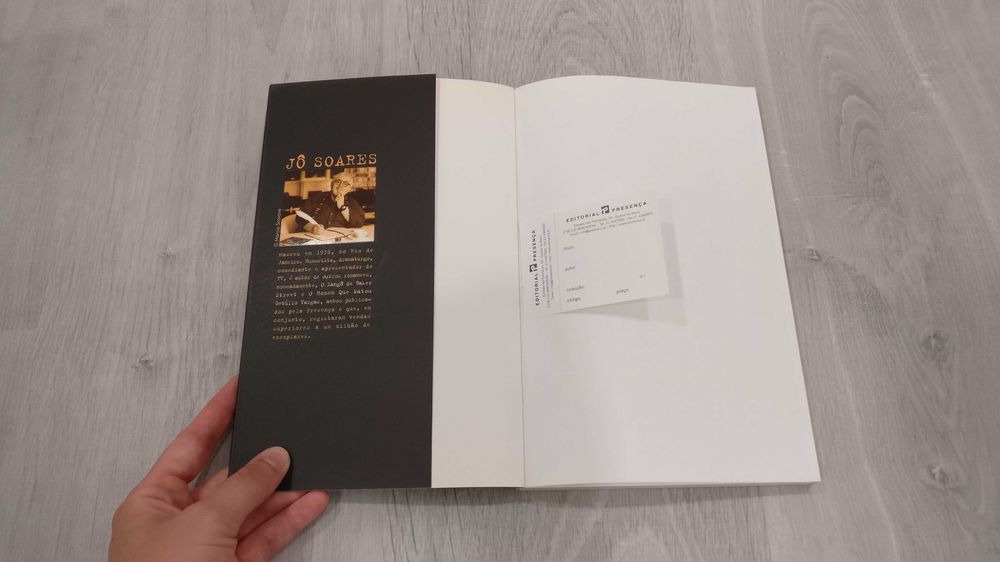 JÔ SOARES
Nasceu em 1938, no Rio de
Janeiro. Humorista, dramaturgo,
comediante e apresentador de
TV, é autor de outros romances,
nomeadamente, O Xangô de Baker
Street e O Homem Que Matou
Getúlio Vargas, ambos publica-
dos pela Presença e que, em
conjunto, registaram vendas
superiores a um milhão de
exemplares.
EDITORIAL PRESENÇA
EDITORIAL PRESENÇA
título:
autor:
n.º
colecção:
preço:
código: